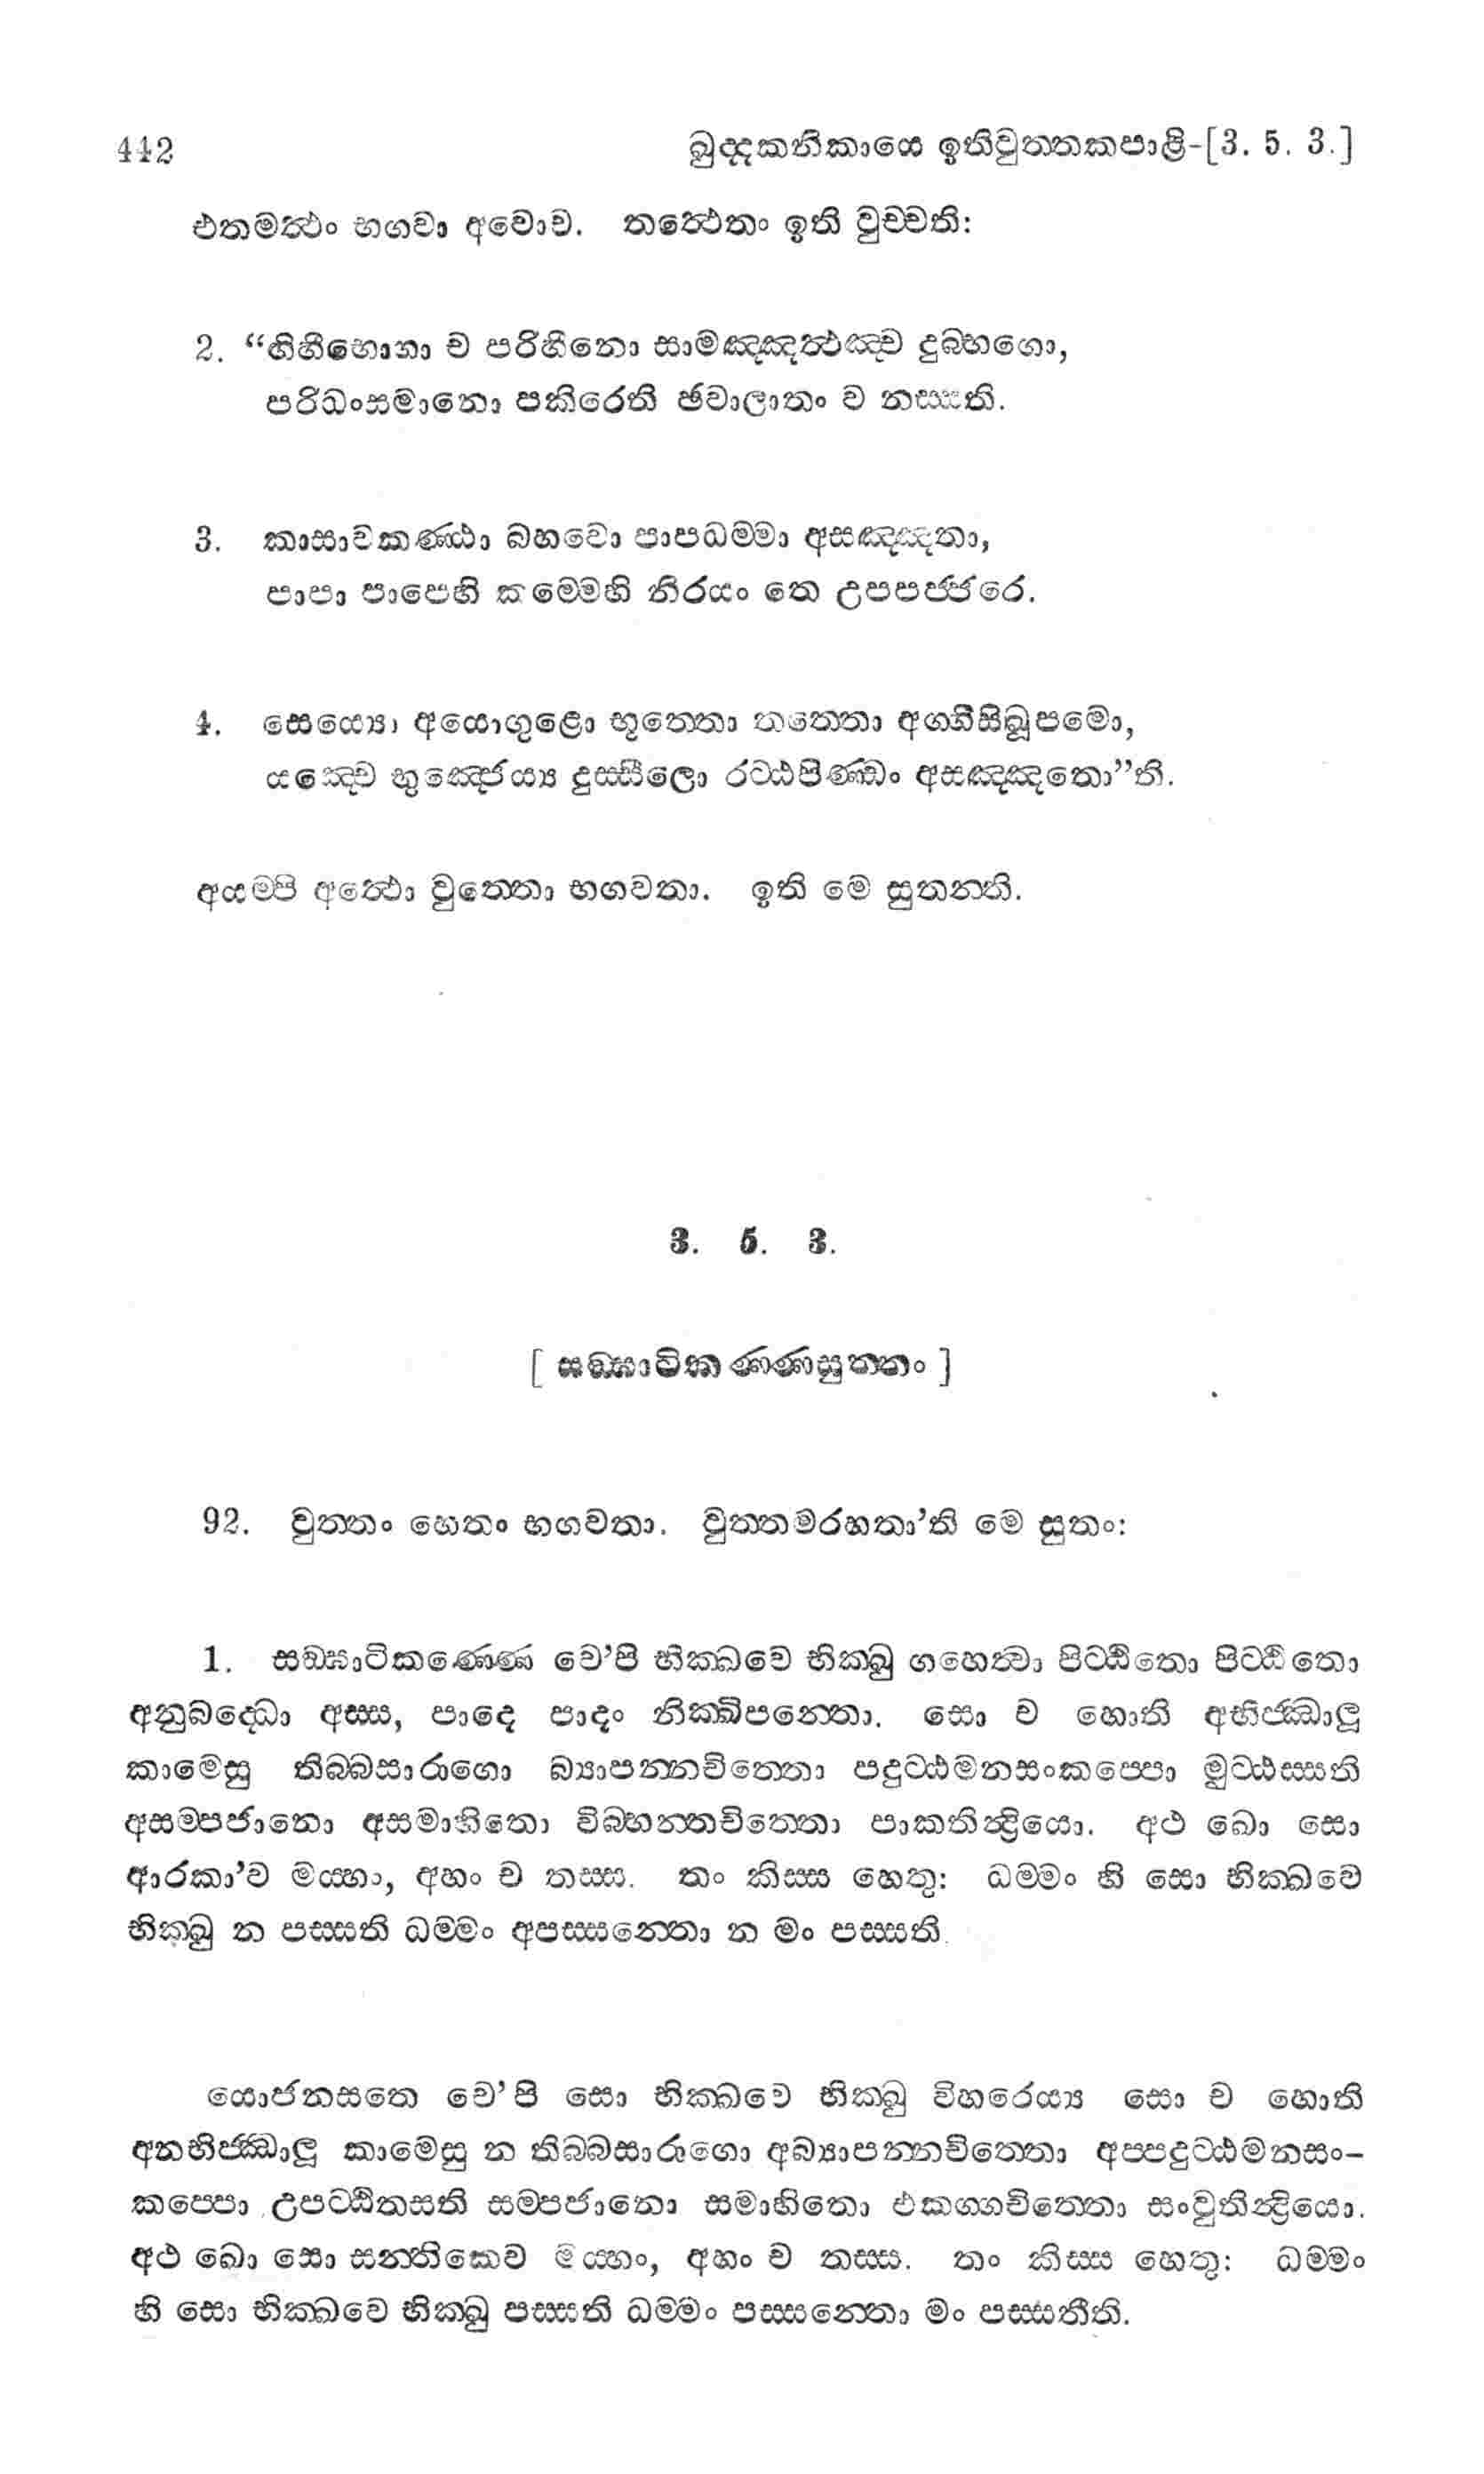 442 ඛුද්දකනිකායෙ ඉතිවුත්තකපාළි-[3. 5. 3.]
එතමත්ථං භගවා අවොච. තත්ථෙතං ඉති වුච්චති:
2. “ගිහීභොගා ච පරිහීනො සාමඤ්ඤත්ථඤ්ච දුබ්භගො,
පරිධංසමානො පකිරෙති ඡවාලාතං ව නස්සති.
3. කාසාවකණ්ඨා බහවො පාපධම්මා අසඤ්ඤතා,
පාපා පාපෙහි කම්මෙහි නිරයං තෙ උපපජ්ජරෙ.
4. සෙය්‍යො අයොගුළො භූත්තො තත්තො අග්ගිසිඛූපමො,
යඤ්චෙ භුඤ්ජෙය්‍ය දුස්සීලො රට්ඨපිණ්ඩං අසඤ්ඤතො”ති.
අයම්පි අත්ථො වුත්තො භගවතා. ඉති මෙ සුතන්ති.
3. 5. 3.
[ සඞ්ඝාටිකණ්ණසුත්තං ]
92. වුත්තං හෙතං භගවතා. වුත්තමරහතා’ති මෙ සුතං:
1. සඞ්ඝාටිකණ්ණෙ චෙ’පි භික්ඛවෙ භික්ඛු ගහෙත්වා පිට්ඨිතො පිට්ඨිතො
අනුබද්ධො අස්ස, පාදෙ පාදං නික්ඛිපන්තො. සො ච හොති අභිජ්ඣාලූ
කාමෙසු තිබ්බසාරාගො බ්‍යාපන්නචිත්තො පදුට්ඨමනසංකප්පො මුට්ඨස්සති
අසම්පජානො අසමාහිතො විබ්භන්තචිත්තො පාකතින්ද්‍රියො. අථ ඛො සො
ආරකා’ව මය්හං, අහං ච තස්ස. තං කිස්ස හෙතු: ධම්මං හි සො භික්ඛවෙ
භික්ඛු න පස්සති ධම්මං අපස්සන්තො න මං පස්සති.
යොජනසතෙ චෙ’පි සො භික්ඛවෙ භික්ඛු විහරෙය්‍ය සො ච හොති
අනභිජ්ඣාලූ කාමෙසු න තිබ්බසාරාගො අබ්‍යාපන්නචිත්තො අප්පදුට්ඨමනසං-
කප්පො උපට්ඨිතසති සම්පජානො සමාහිතො එකග්ගචිත්තො සංවුතින්ද්‍රියො.
අථ ඛො සො සන්තිකෙව මය්හං, අහං ච තස්ස. තං කිස්ස හෙතු: ධම්මං
හි සො භික්ඛවෙ භික්ඛු පස්සති ධම්මං පස්සන්තො මං පස්සතීති.